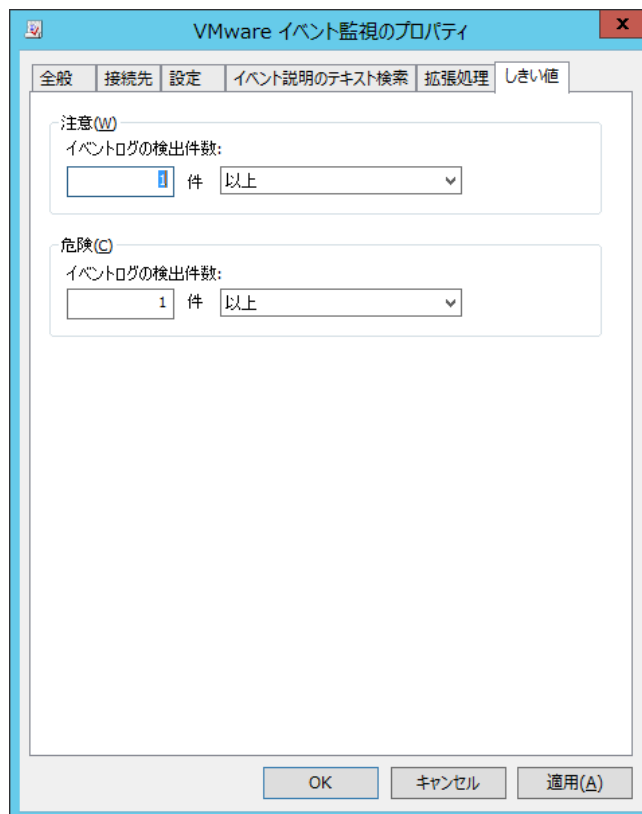 VMware イベント監視のプロパティ
x
全般 接続先 設定 イベント説明のテキスト検索 拡張処理 しきい値
注意(W)
イベントログの検出件数:
1 件 以上
危険(C)
イベントログの検出件数:
1 件 以上
OK キャンセル 適用(A)